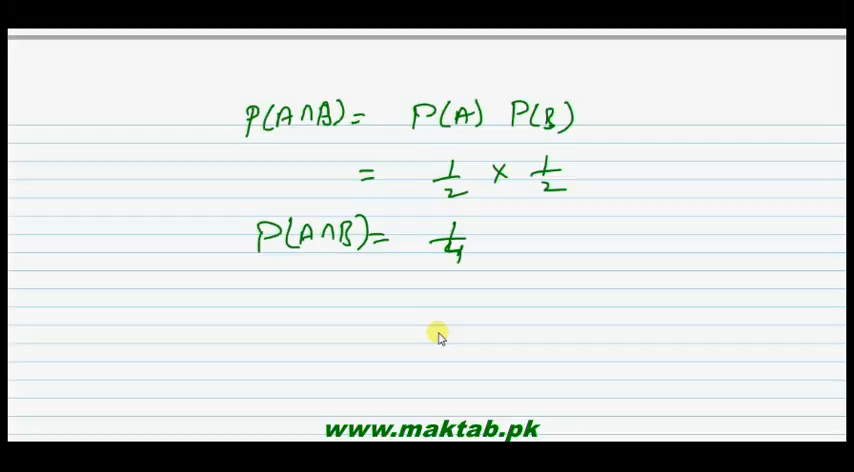 P(A∩B) = P(A) P(B)
= 1/2 × 1/2
P(A∩B) = 1/4
www.maktab.pk